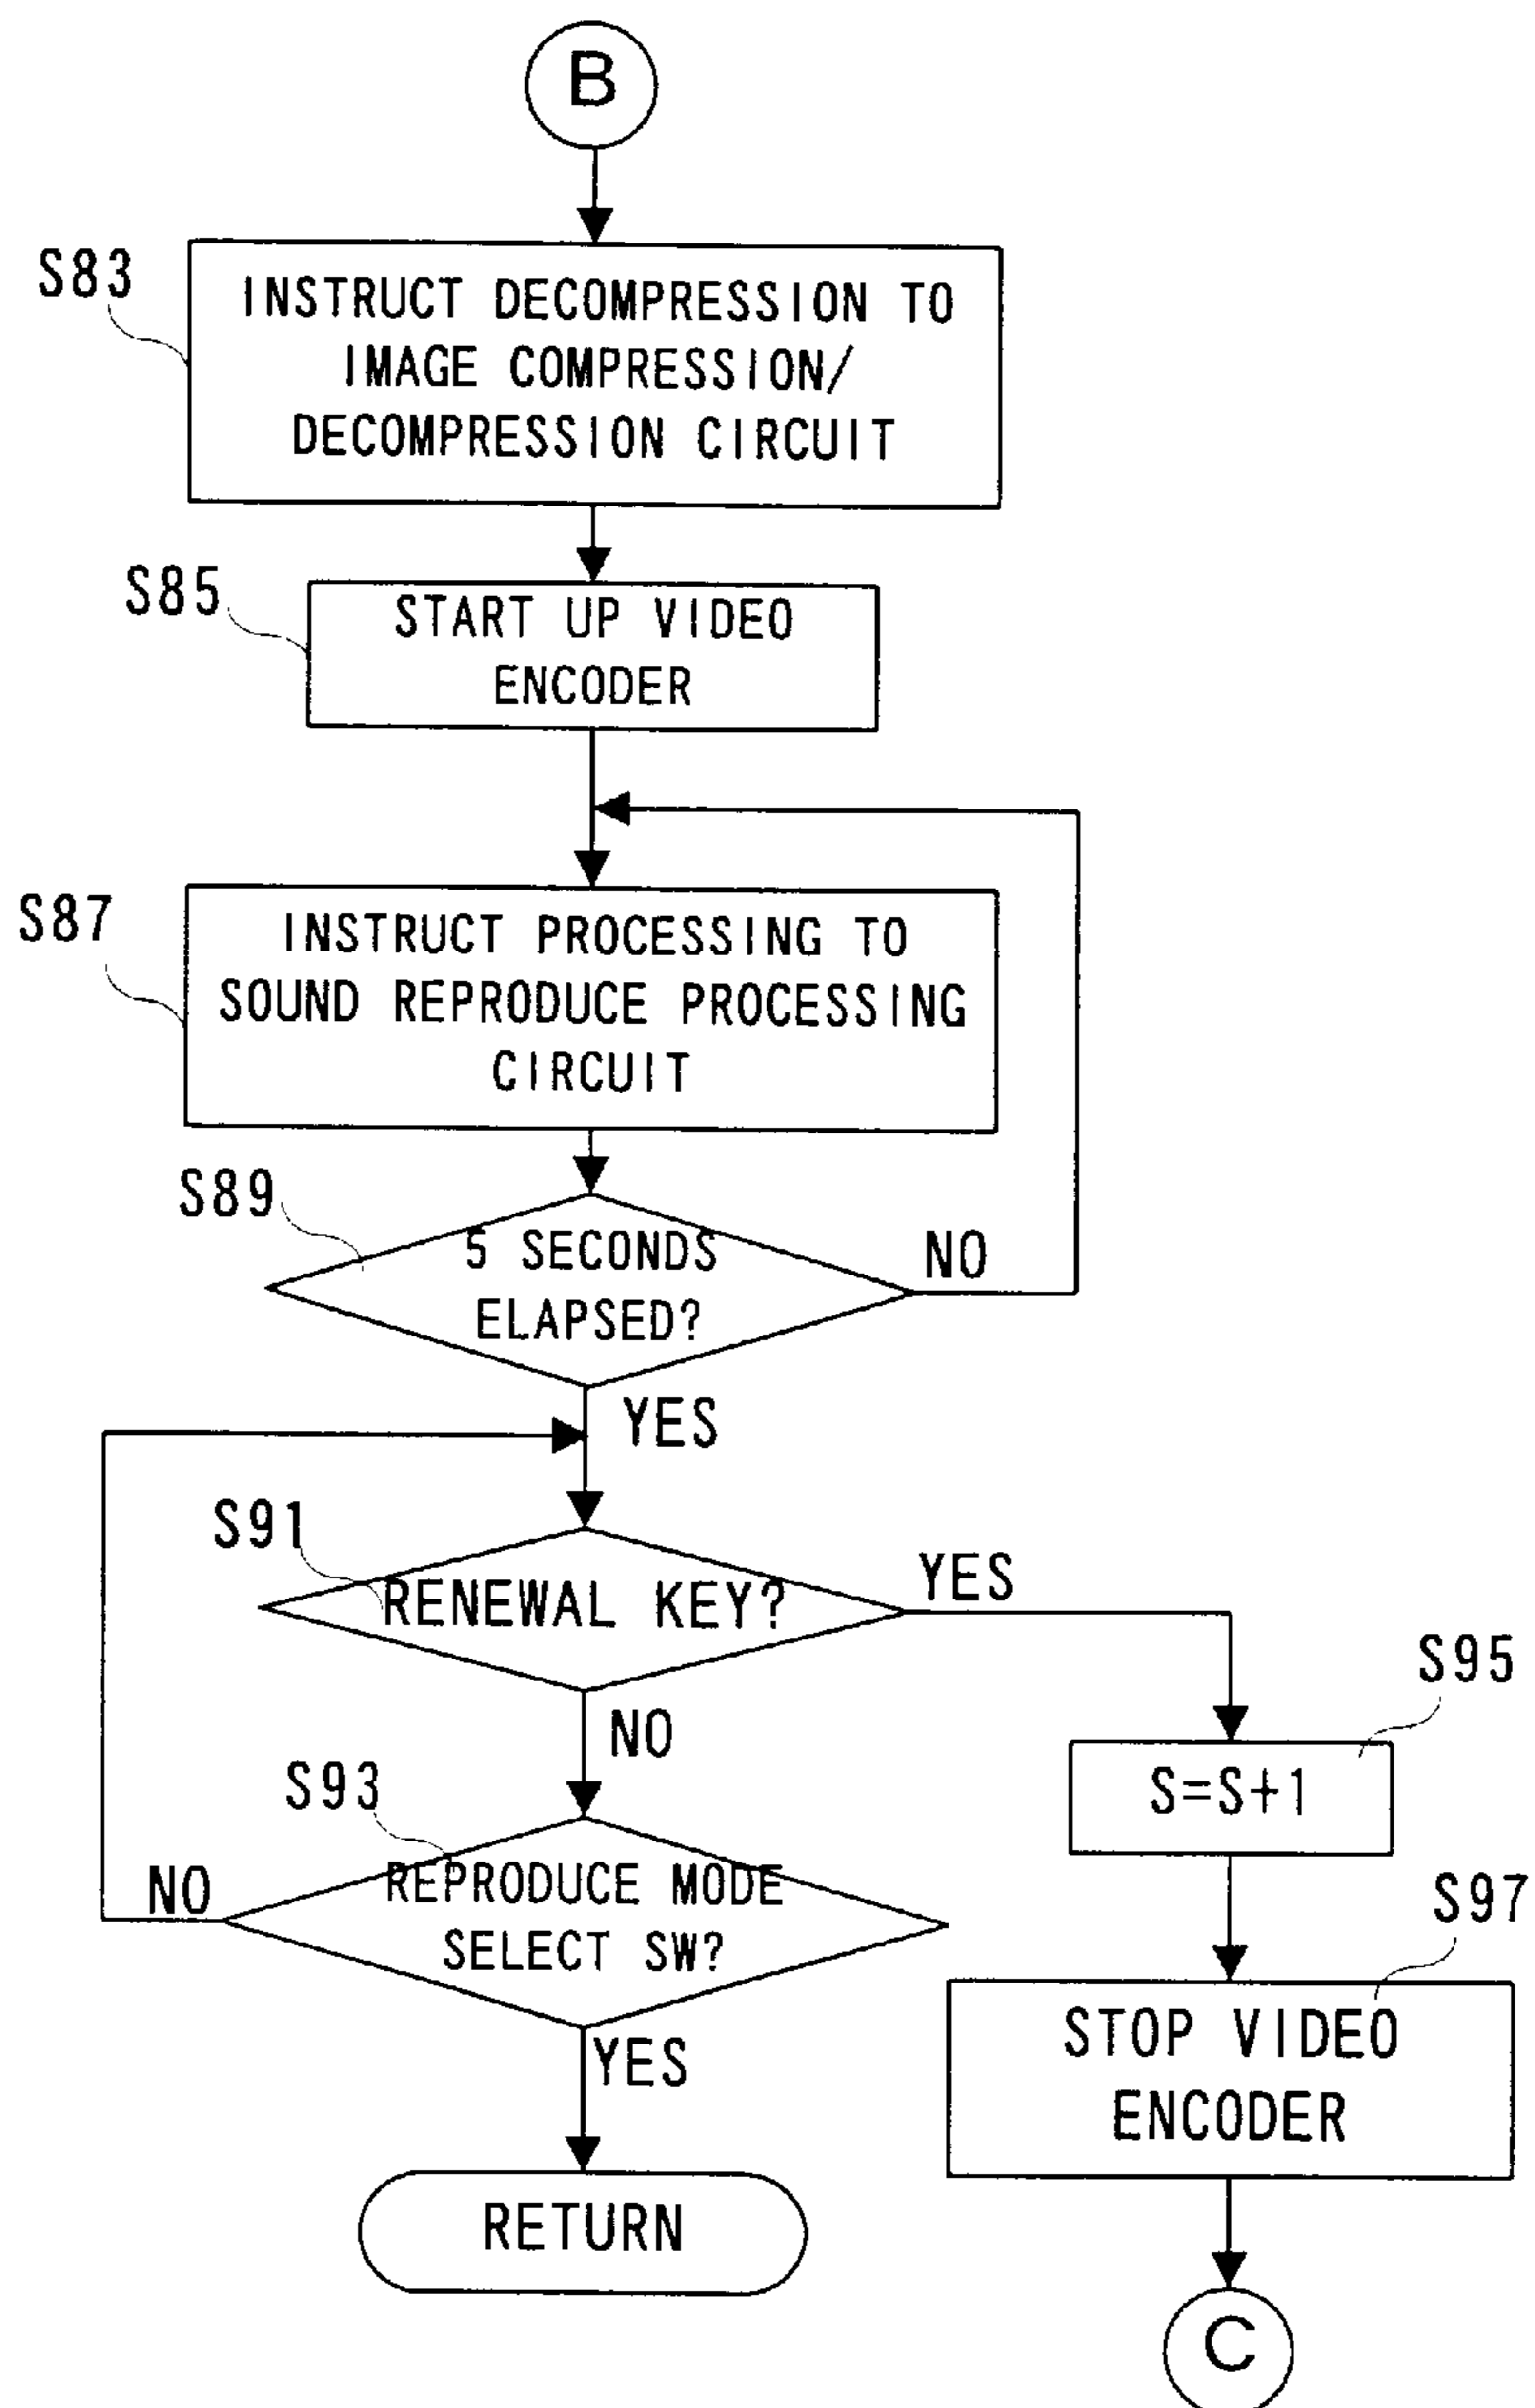 B
S83
INSTRUCT DECOMPRESSION TO
IMAGE COMPRESSION/
DECOMPRESSION CIRCUIT
S85
START UP VIDEO
ENCODER
S87
INSTRUCT PROCESSING TO
SOUND REPRODUCE PROCESSING
CIRCUIT
S89
5 SECONDS
ELAPSED?
NO
YES
S91
RENEWAL KEY?
YES
NO
S95
S=S+1
S93
REPRODUCE MODE
SELECT SW?
NO
YES
S97
STOP VIDEO
ENCODER
RETURN
C